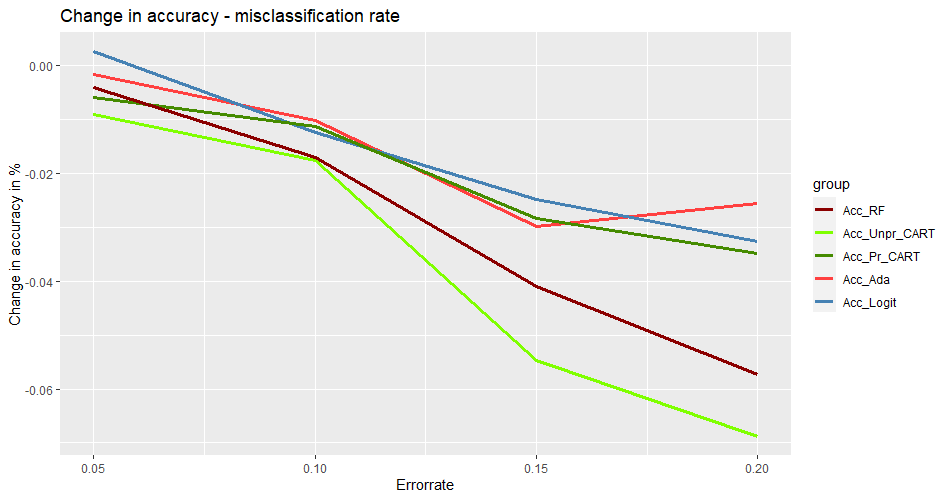 Change in accuracy - misclassification rate
Change in accuracy in %
0.00
-0.02
-0.04
-0.06
0.05
0.10
0.15
0.20
Errorrate
group
Acc_RF
Acc_Unpr_CART
Acc_Pr_CART
Acc_Ada
Acc_Logit